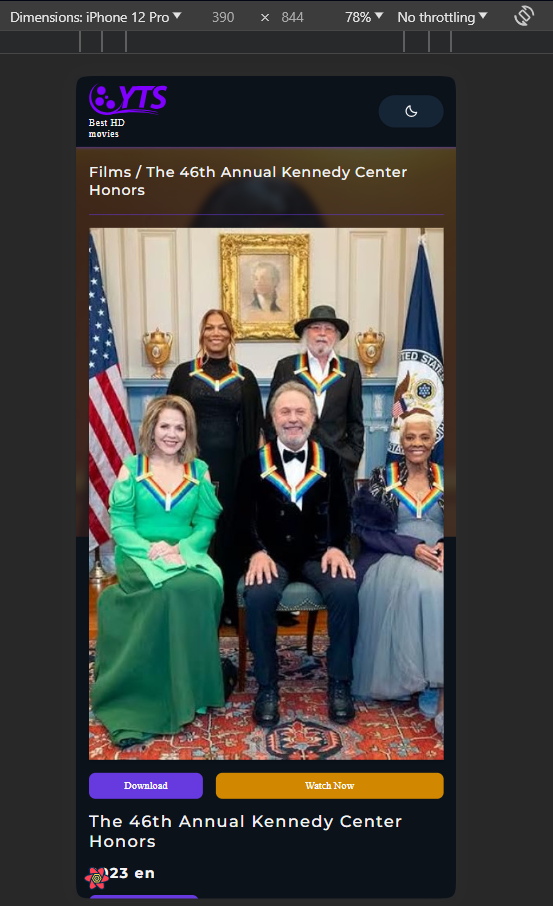 Dimensions: iPhone 12 Pro 390 × 844 78% No throttling
YTS
Best HD
movies
Films / The 46th Annual Kennedy Center
Honors
Download Watch Now
The 46th Annual Kennedy Center
Honors
23 en